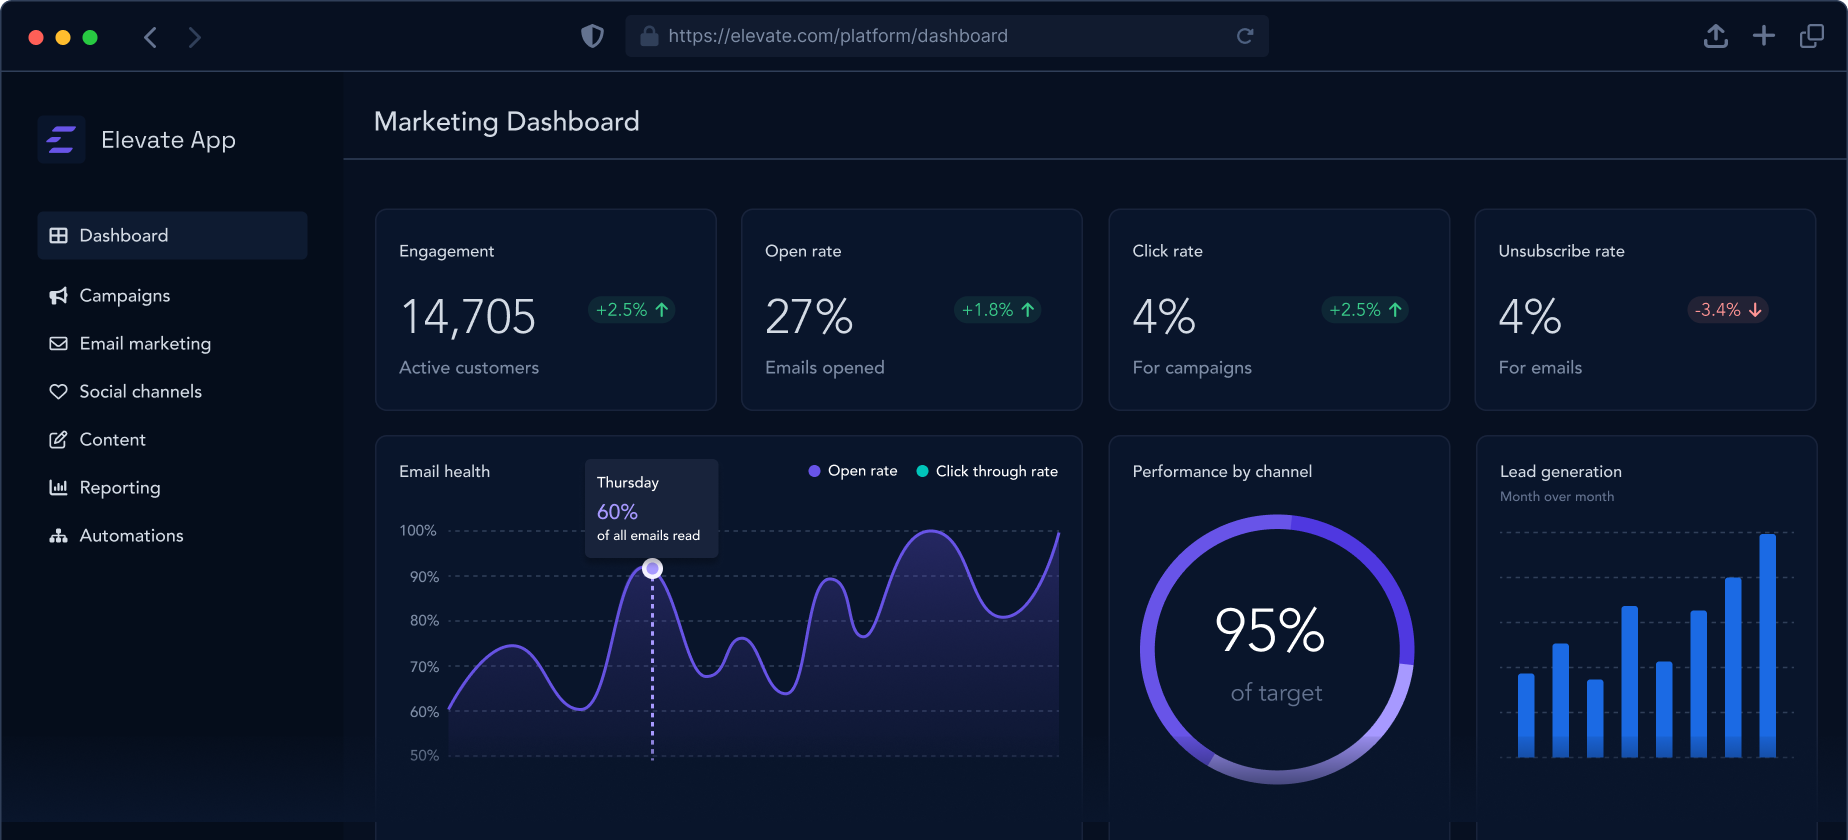 https://elevate.com/platform/dashboard
Elevate App
Dashboard
Campaigns
Email marketing
Social channels
Content
Reporting
Automations
Marketing Dashboard
Engagement
14,705
+2.5%
Active customers
Open rate
27%
+1.8%
Emails opened
Click rate
4%
+2.5%
For campaigns
Unsubscribe rate
4%
-3.4%
For emails
Email health
Open rate
Click through rate
Thursday
60%
of all emails read
100%
90%
80%
70%
60%
50%
Performance by channel
95%
of target
Lead generation
Month over month